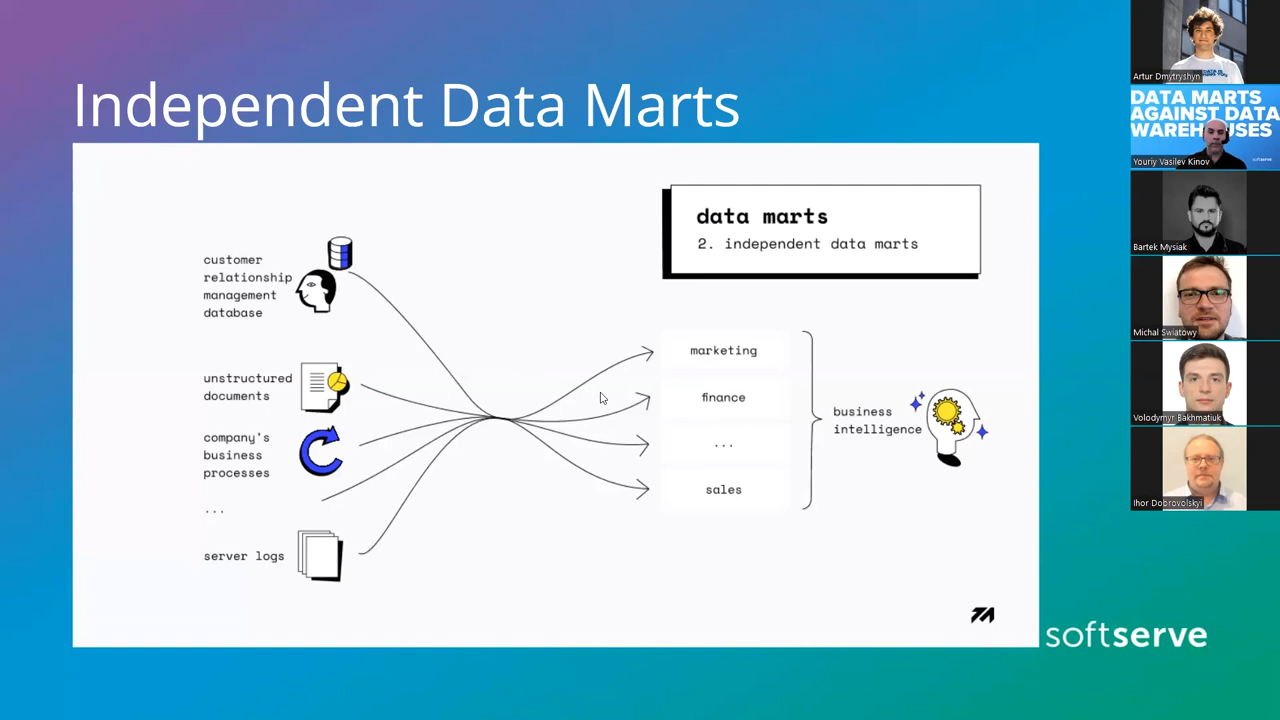 Independent Data Marts
data marts
2. independent data marts
customer
relationship
management
database
unstructured
documents
company's
business
processes
...
server logs
marketing
finance
...
sales
business
intelligence
softserve
Artur Dmytryshyn
DATA MARTS
AGAINST DATA
WAREHOUSES
softserve
Youriy Vasilev Kinov
Bartek Mysiak
Michal Swiatowy
Volodymyr Bakhmatiuk
Ihor Dobrovolskyi